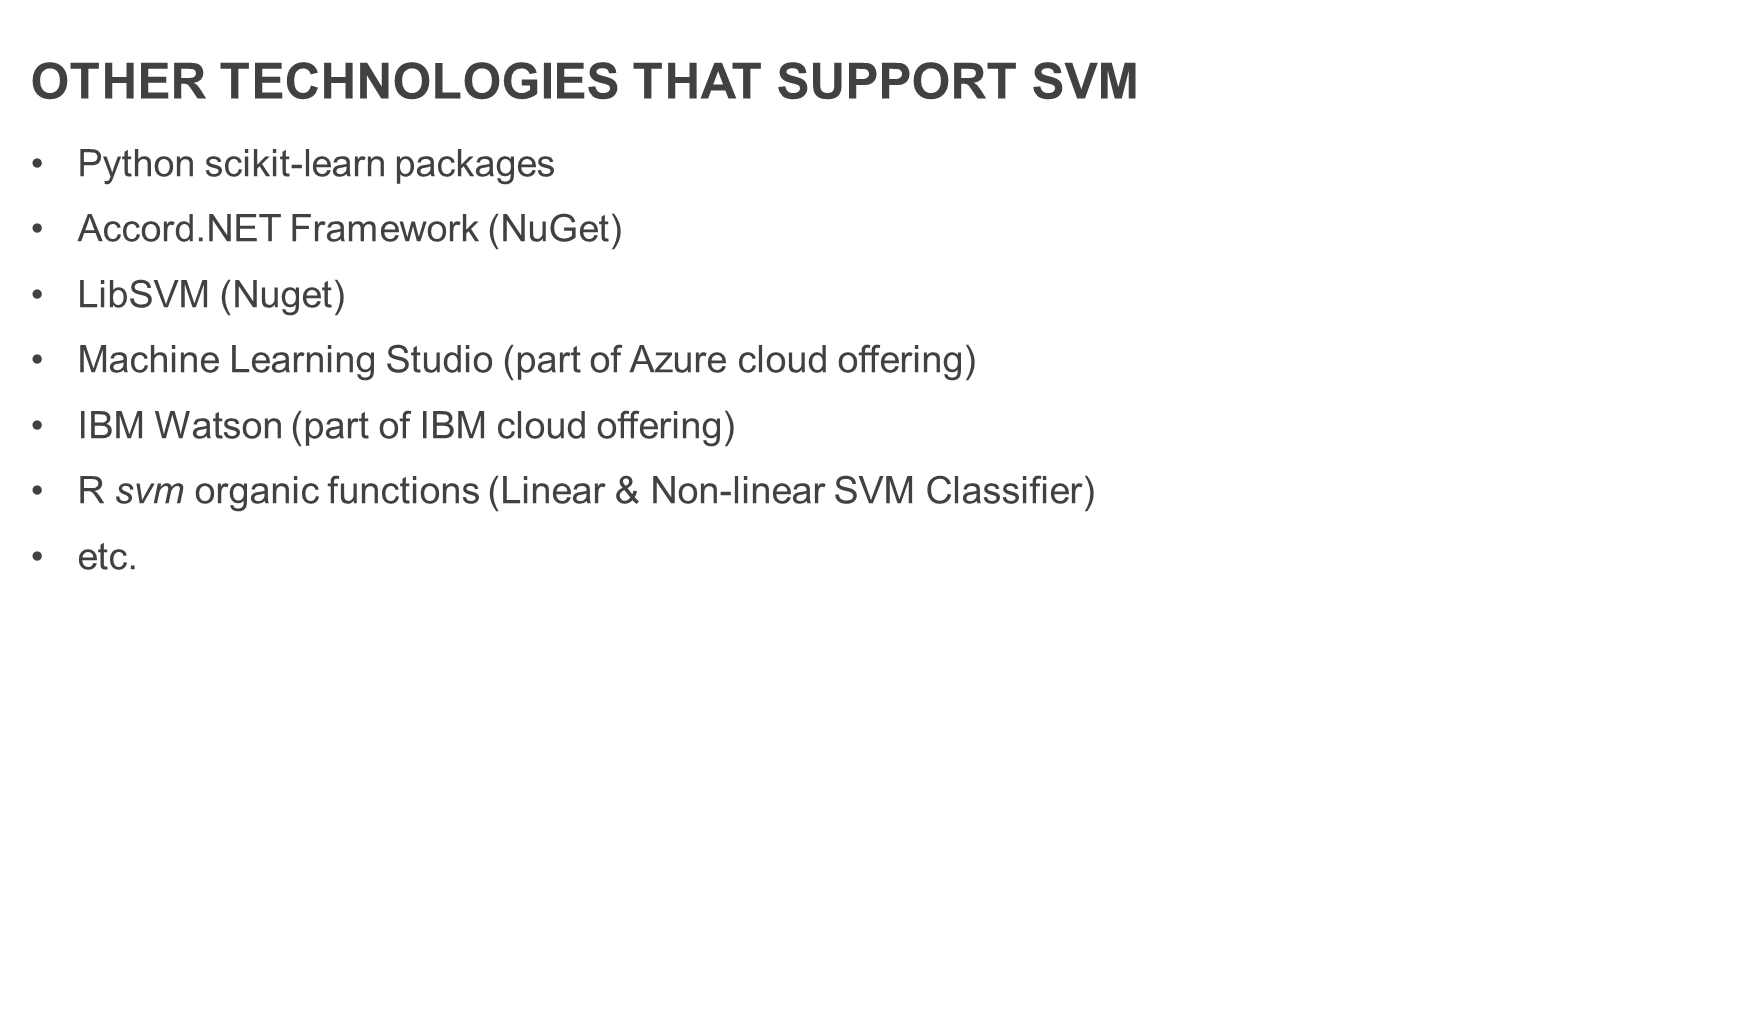 OTHER TECHNOLOGIES THAT SUPPORT SVM
• Python scikit-learn packages
• Accord.NET Framework (NuGet)
• LibSVM (Nuget)
• Machine Learning Studio (part of Azure cloud offering)
• IBM Watson (part of IBM cloud offering)
• R svm organic functions (Linear & Non-linear SVM Classifier)
• etc.